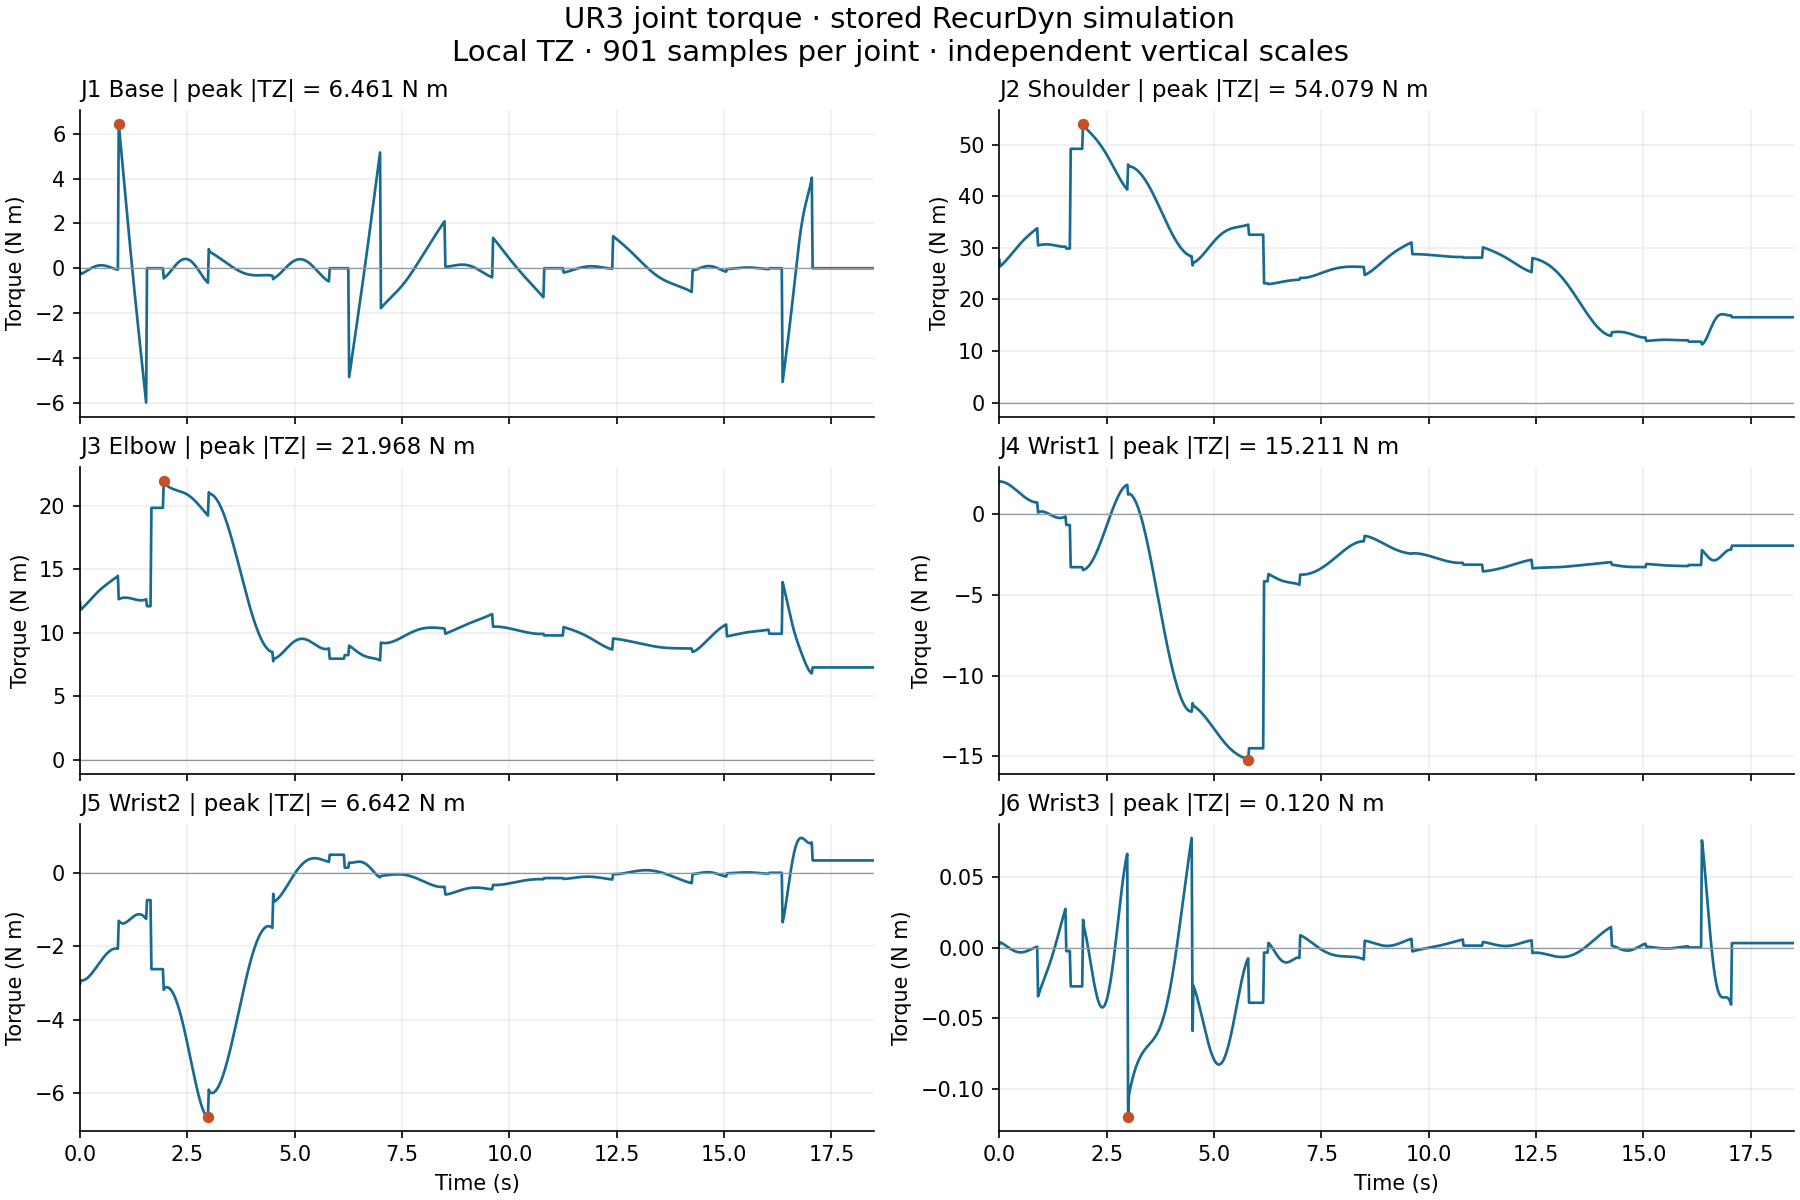 UR3 joint torque · stored RecurDyn simulation
Local TZ · 901 samples per joint · independent vertical scales
J1 Base | peak |TZ| = 6.461 N m
Torque (N m)
6
4
2
0
−2
−4
−6
J2 Shoulder | peak |TZ| = 54.079 N m
Torque (N m)
50
40
30
20
10
0
J3 Elbow | peak |TZ| = 21.968 N m
Torque (N m)
20
15
10
5
0
J4 Wrist1 | peak |TZ| = 15.211 N m
Torque (N m)
0
−5
−10
−15
J5 Wrist2 | peak |TZ| = 6.642 N m
Torque (N m)
0
−2
−4
−6
0.0 2.5 5.0 7.5 10.0 12.5 15.0 17.5
Time (s)
J6 Wrist3 | peak |TZ| = 0.120 N m
Torque (N m)
0.05
0.00
−0.05
−0.10
0.0 2.5 5.0 7.5 10.0 12.5 15.0 17.5
Time (s)